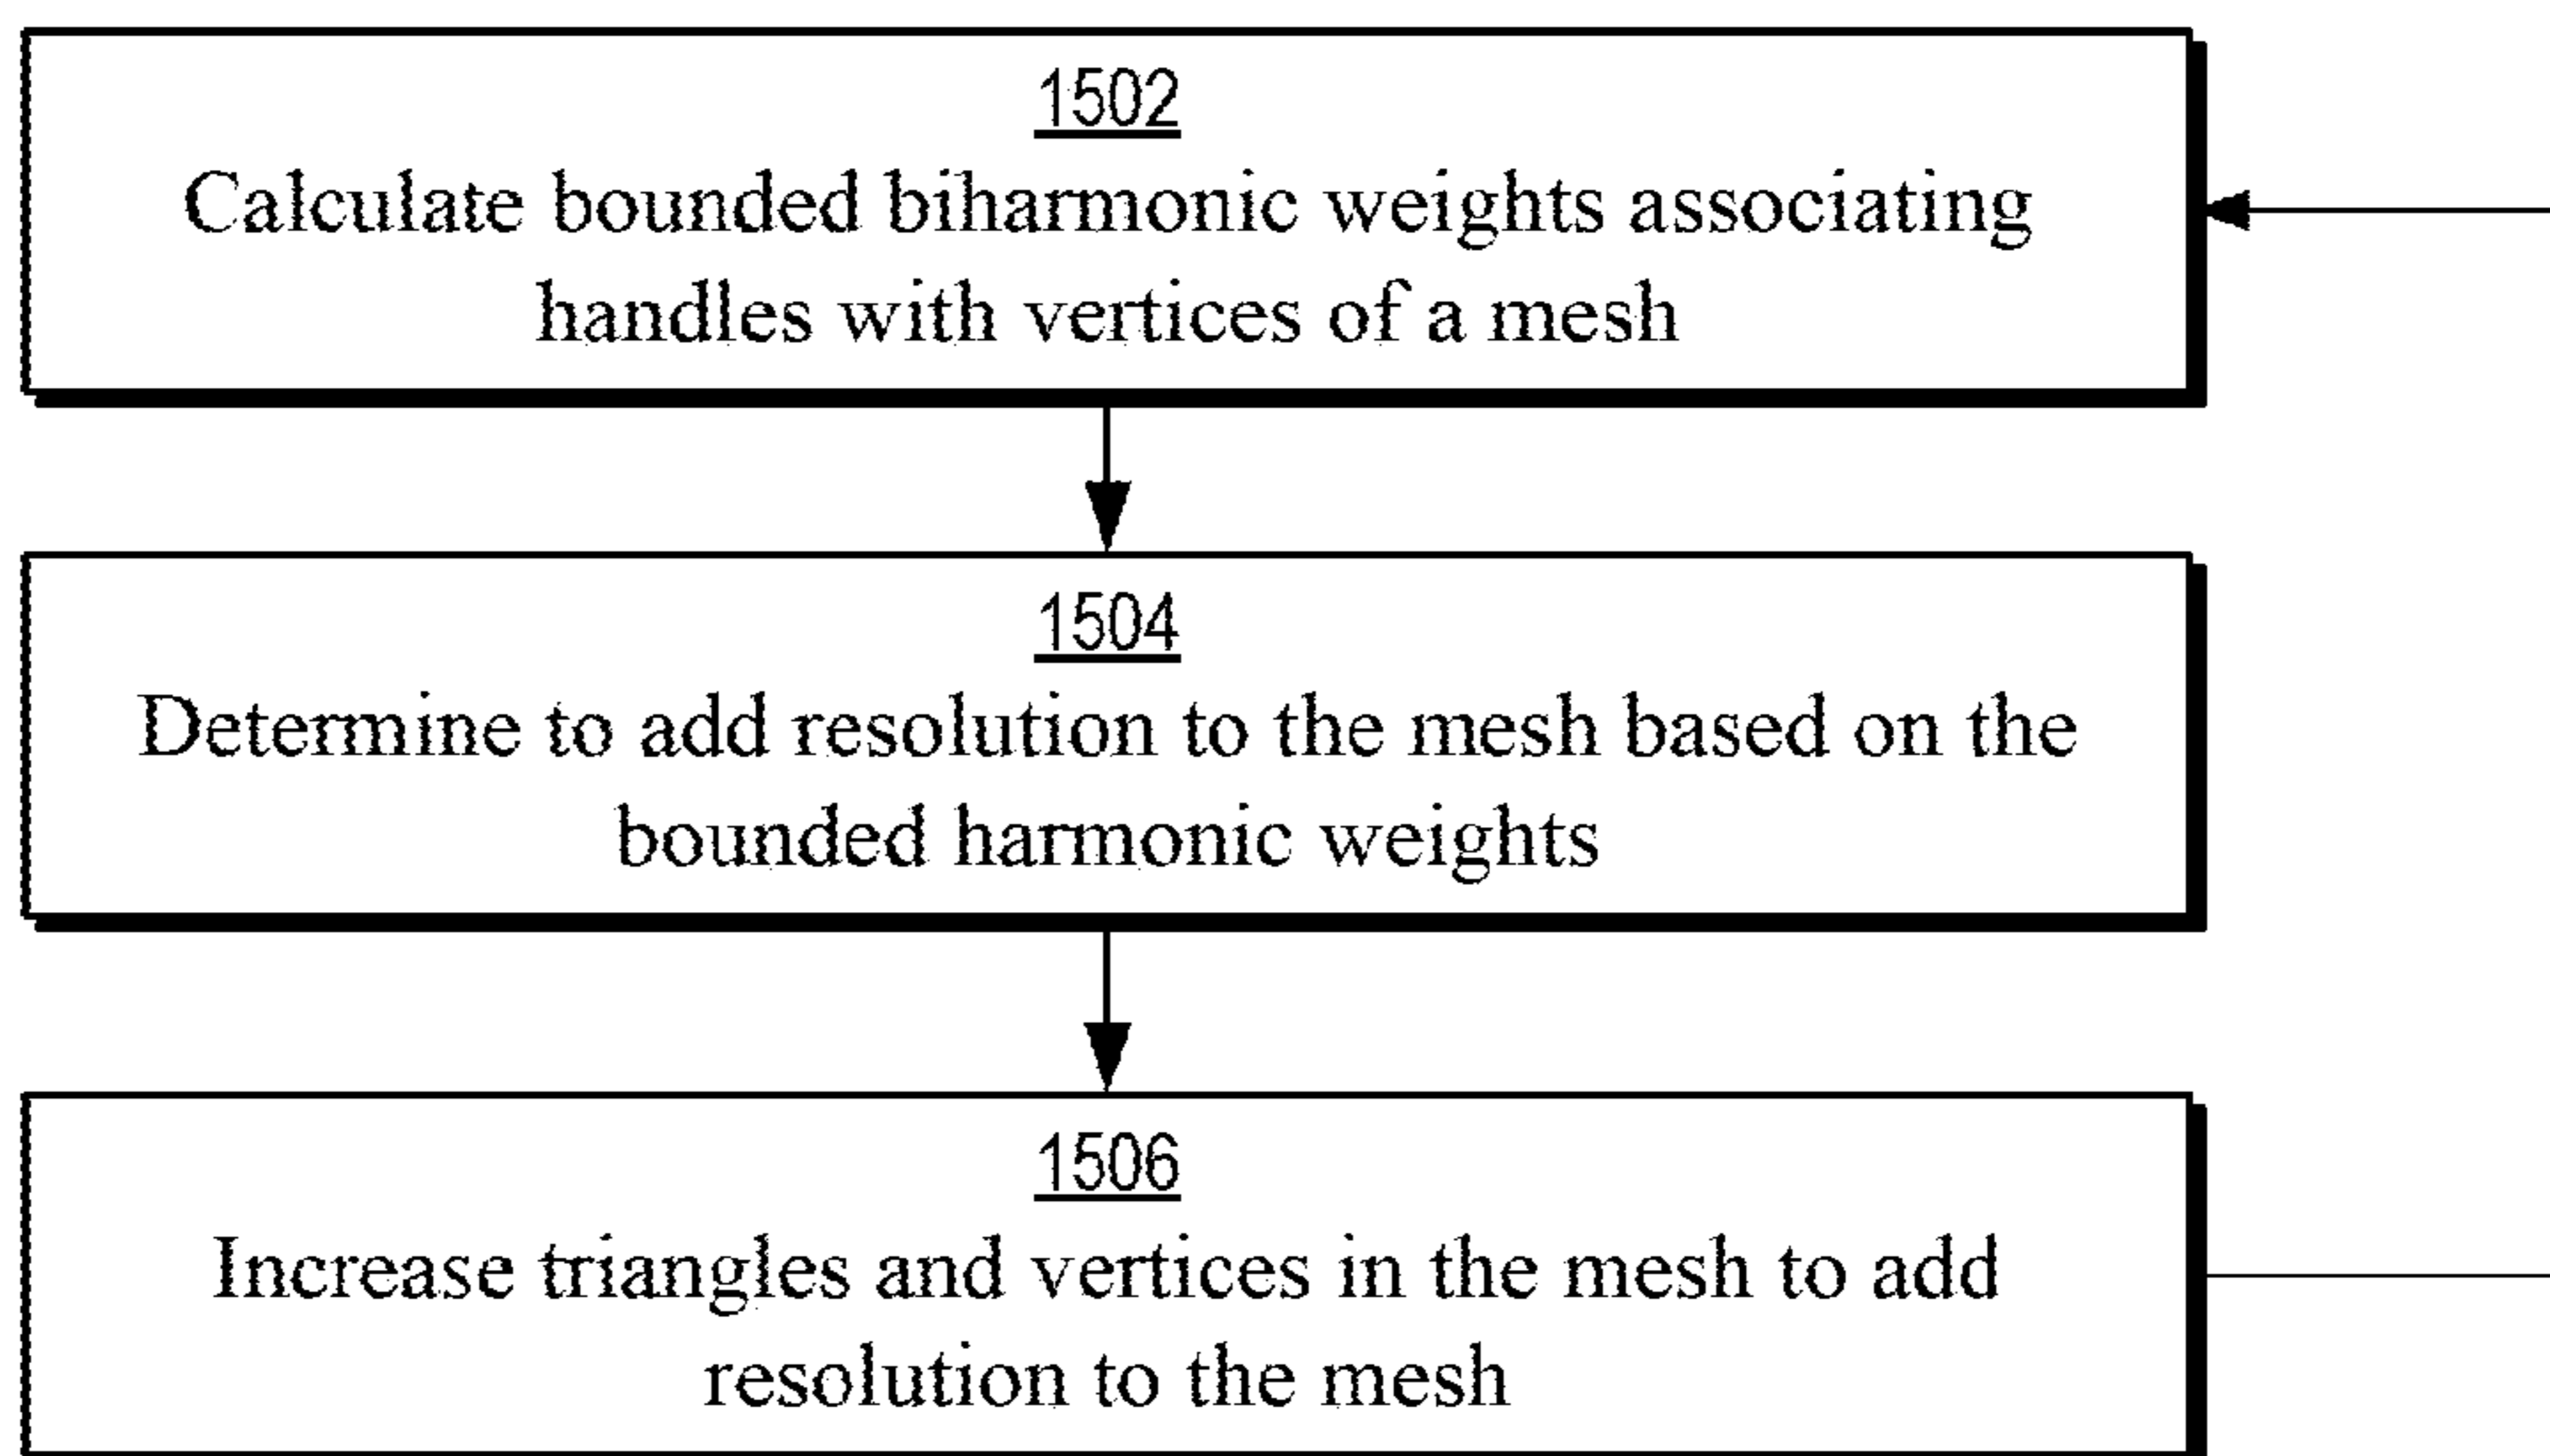 1502
Calculate bounded biharmonic weights associating
handles with vertices of a mesh
1504
Determine to add resolution to the mesh based on the
bounded harmonic weights
1506
Increase triangles and vertices in the mesh to add
resolution to the mesh